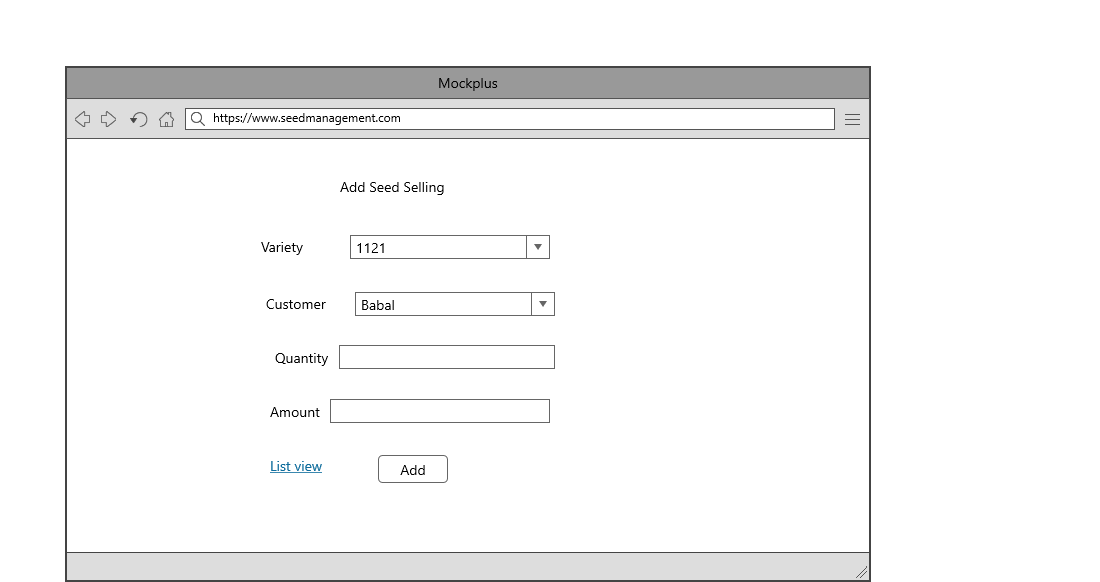 Mockplus
https://www.seedmanagement.com
Add Seed Selling
Variety 1121
Customer Babal
Quantity
Amount
List view Add